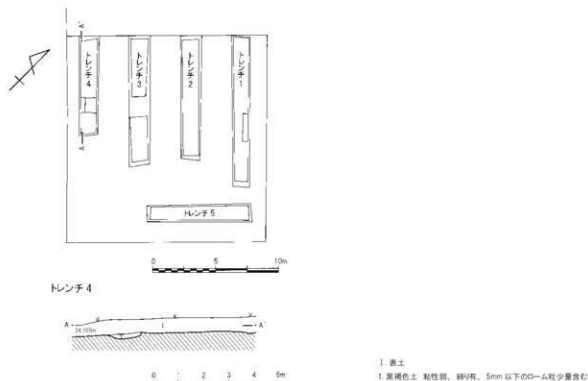 A'
トレンチ4
トレンチ3
トレンチ2
トレンチ1
A
トレンチ5
0 5 10m
トレンチ 4
A A'
I
0 1 2 3 4 5m
I. 表土
1. 黒褐色土 粘性弱、締り有、5mm 以下のローム粒少量含む